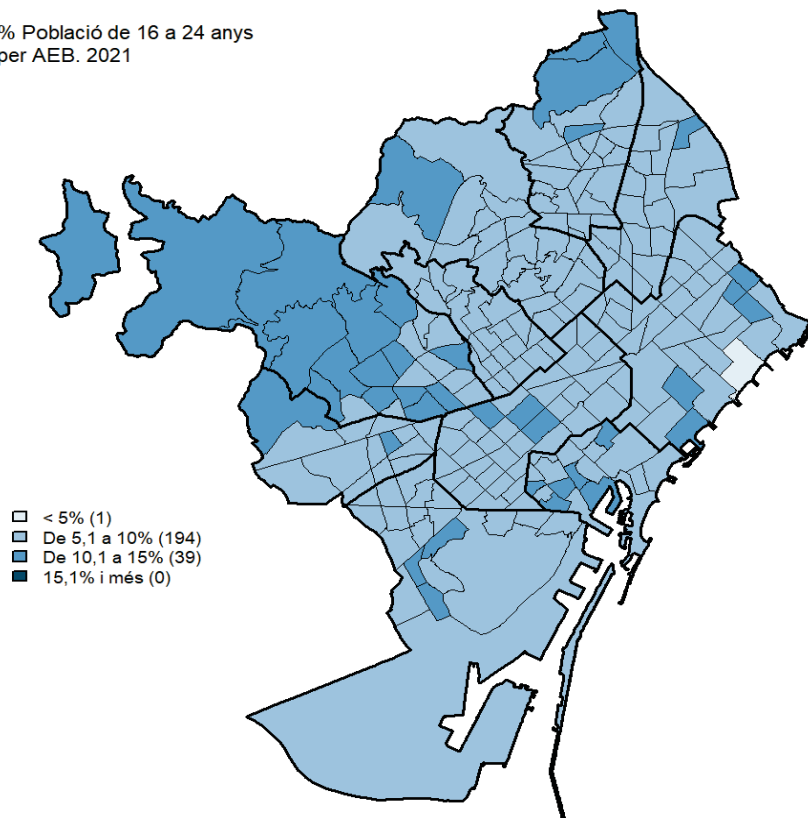 % Població de 16 a 24 anys
per AEB. 2021
< 5% (1)
De 5,1 a 10% (194)
De 10,1 a 15% (39)
15,1% i més (0)